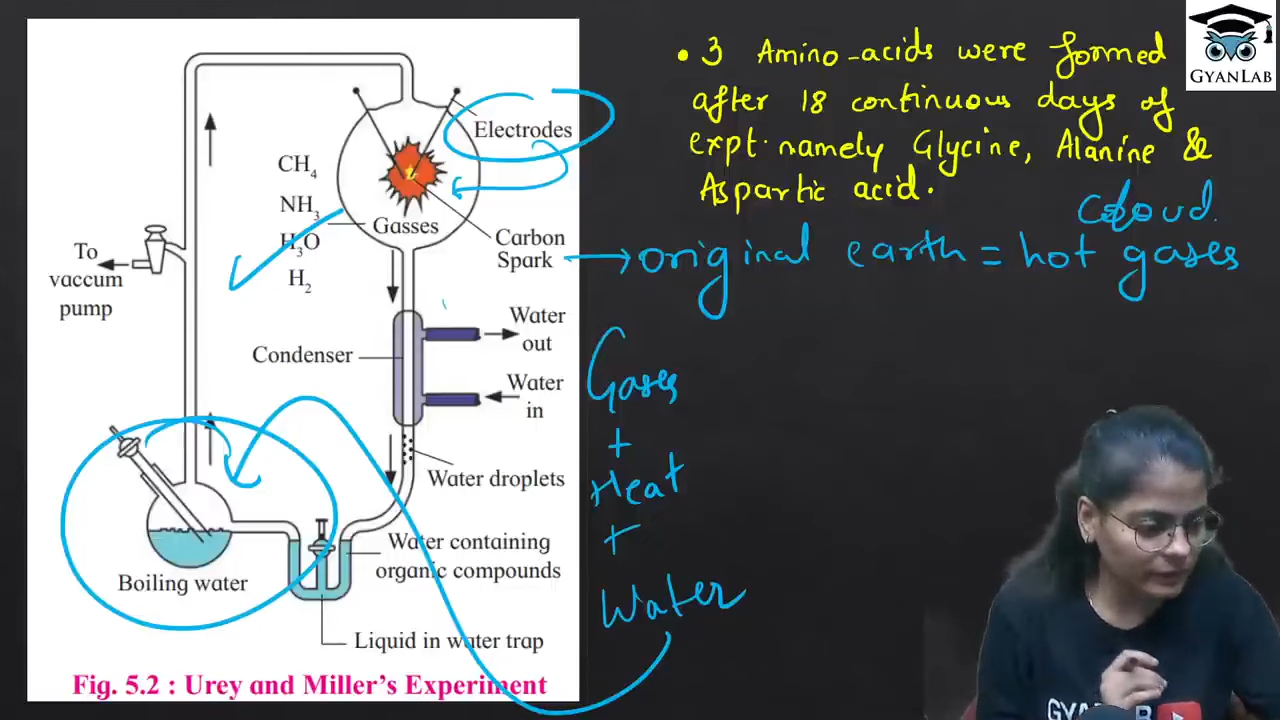 • 3 Amino-acids were formed
after 18 continuous days of
expt. namely Glycine, Alanine &
Aspartic acid.
GYANLAB
Cloud.
original earth = hot gases
Gases
+
Heat
+
Water
Electrodes
CH4
NH3
H3O
H2
Gasses
Carbon
Spark
To
vaccum
pump
Water
out
Condenser
Water
in
Water droplets
Water containing
organic compounds
Boiling water
Liquid in water trap
Fig. 5.2 : Urey and Miller's Experiment
GYAN LAB